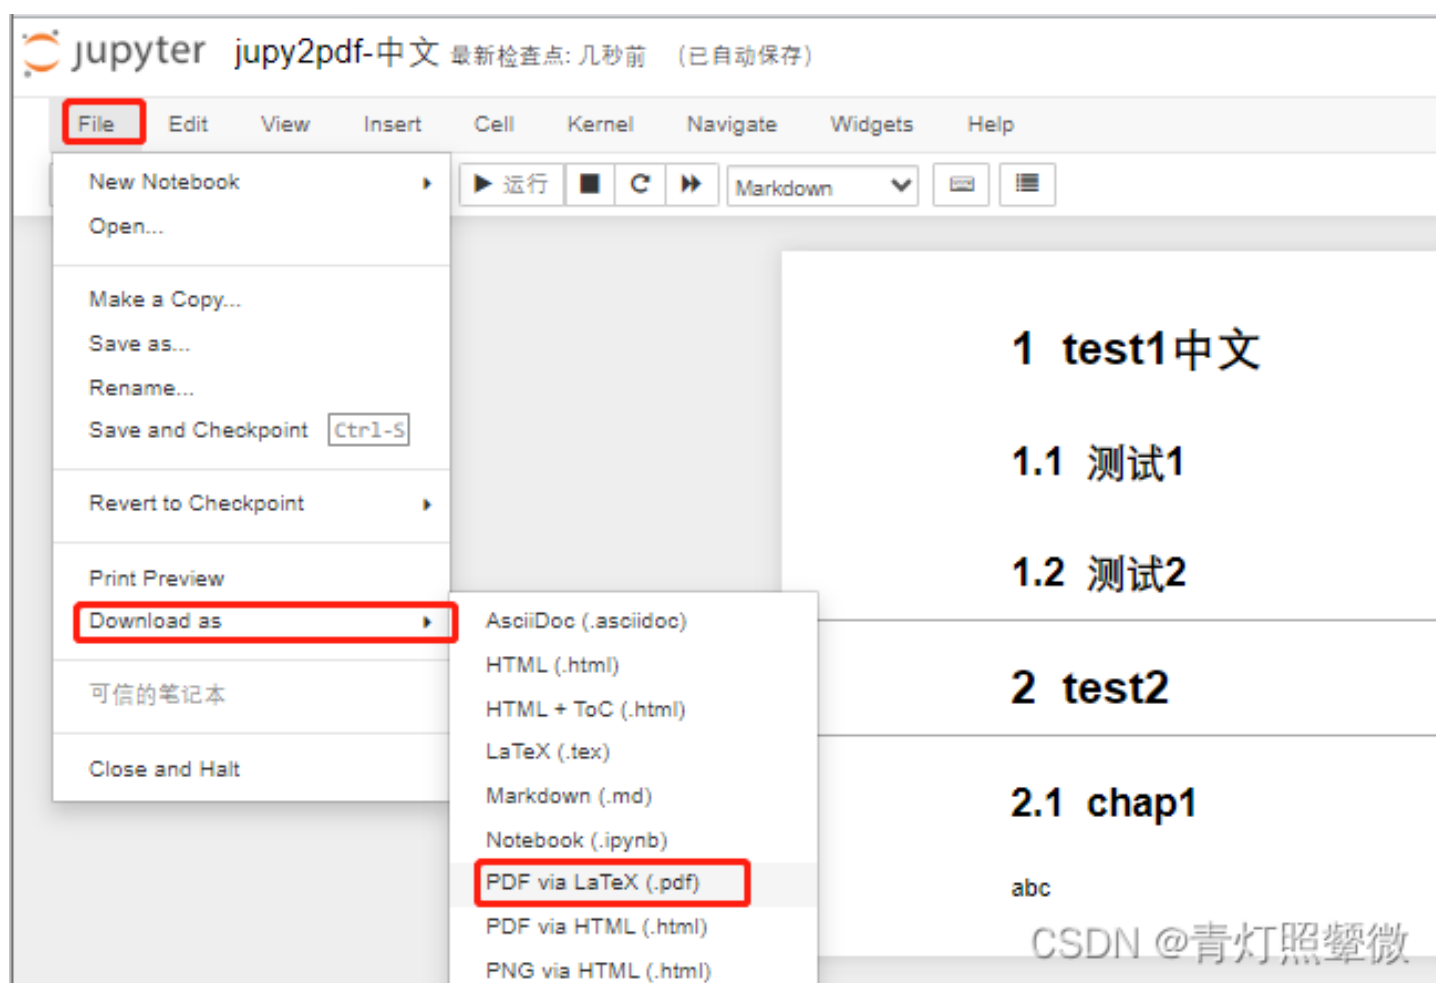 jupyter jupy2pdf-中文 最新检查点: 几秒前 (已自动保存)
File Edit View Insert Cell Kernel Navigate Widgets Help
运行 Markdown
New Notebook
Open...
Make a Copy...
Save as...
Rename...
Save and Checkpoint Ctrl-S
Revert to Checkpoint
Print Preview
Download as
可信的笔记本
Close and Halt
AsciiDoc (.asciidoc)
HTML (.html)
HTML + ToC (.html)
LaTeX (.tex)
Markdown (.md)
Notebook (.ipynb)
PDF via LaTeX (.pdf)
PDF via HTML (.html)
PNG via HTML (.html)
1 test1中文
1.1 测试1
1.2 测试2
2 test2
2.1 chap1
abc
CSDN @青灯照颦微